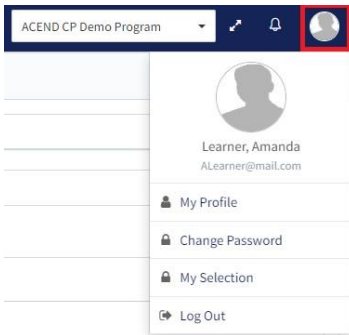 ACEND CP Demo Program
Learner, Amanda
ALearner@mail.com
My Profile
Change Password
My Selection
Log Out